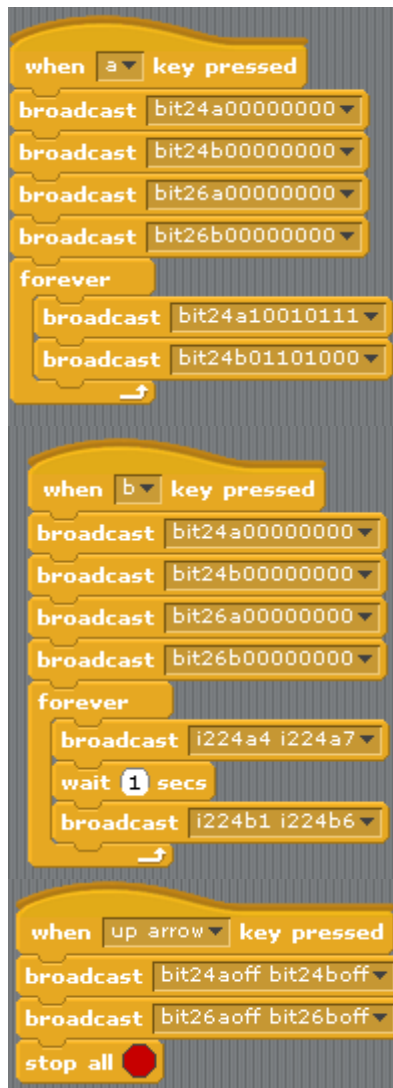 when a key pressed
broadcast bit24a00000000
broadcast bit24b00000000
broadcast bit26a00000000
broadcast bit26b00000000
forever
broadcast bit24a10010111
broadcast bit24b01101000
when b key pressed
broadcast bit24a00000000
broadcast bit24b00000000
broadcast bit26a00000000
broadcast bit26b00000000
forever
broadcast i224a4 i224a7
wait 1 secs
broadcast i224b1 i224b6
when up arrow key pressed
broadcast bit24aoff bit24boff
broadcast bit26aoff bit26boff
stop all